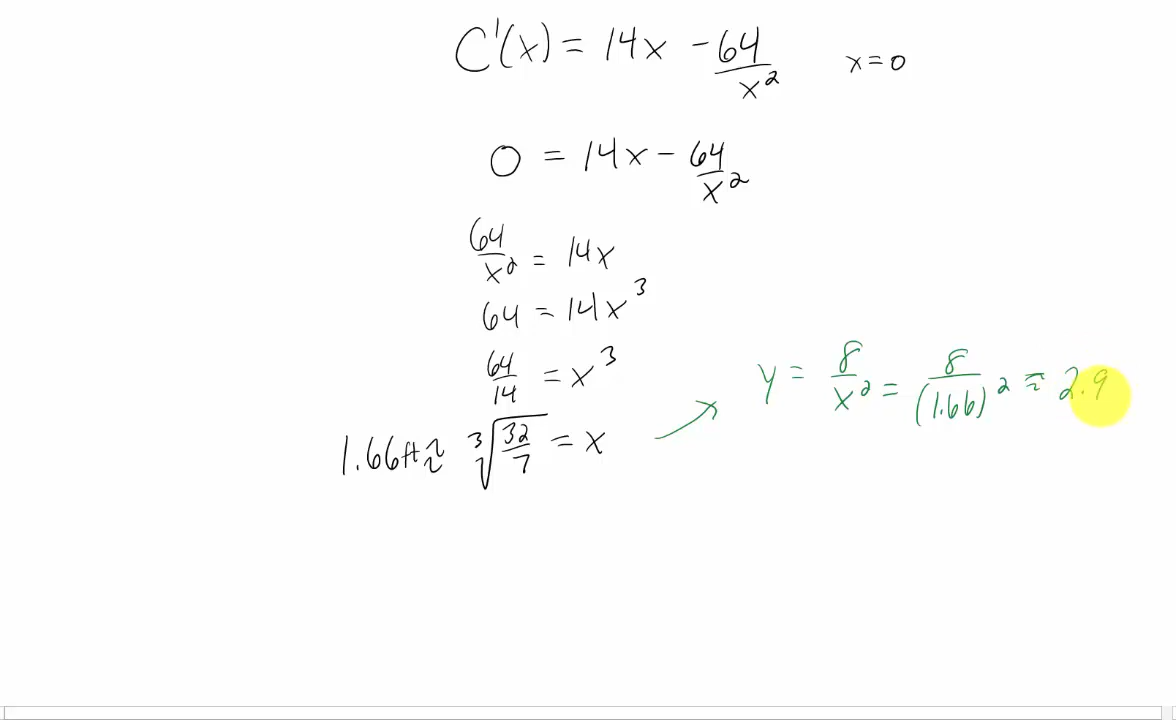 C'(x) = 14x - 64/x² x=0
0 = 14x - 64/x²
64/x² = 14x
64 = 14x³
64/14 = x³
y = 8/x² = 8/(1.66)² ≈ 2.9
1.66ft ≈ ∛(32/7) = x